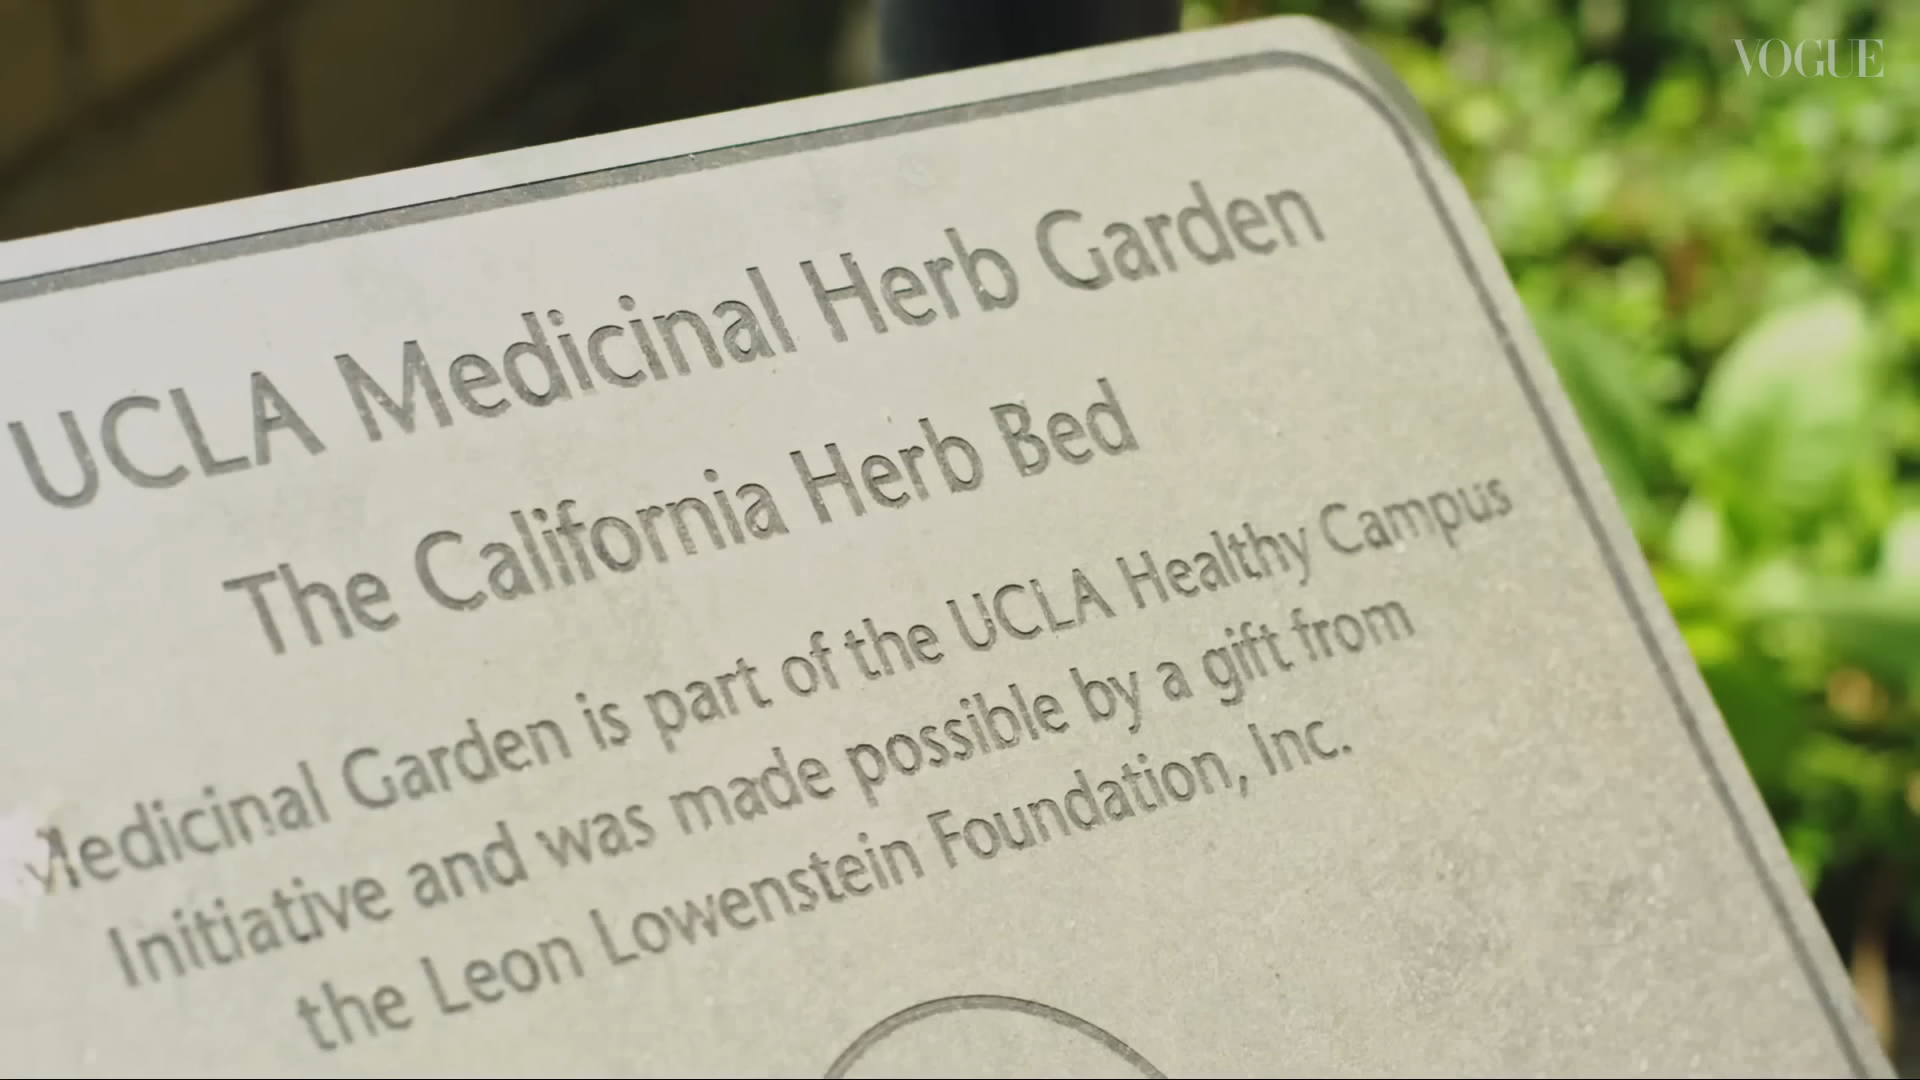 VOGUE
UCLA Medicinal Herb Garden
The California Herb Bed
Medicinal Garden is part of the UCLA Healthy Campus
Initiative and was made possible by a gift from
the Leon Lowenstein Foundation, Inc.